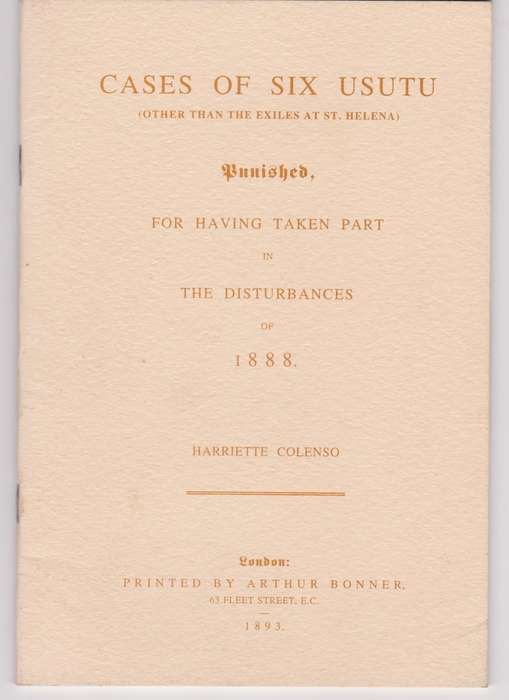 CASES OF SIX USUTU
(OTHER THAN THE EXILES AT ST. HELENA)
Punished,
FOR HAVING TAKEN PART
IN
THE DISTURBANCES
OF
1888.
HARRIETTE COLENSO
London:
PRINTED BY ARTHUR BONNER,
63 FLEET STREET, E.C.
—
1893.